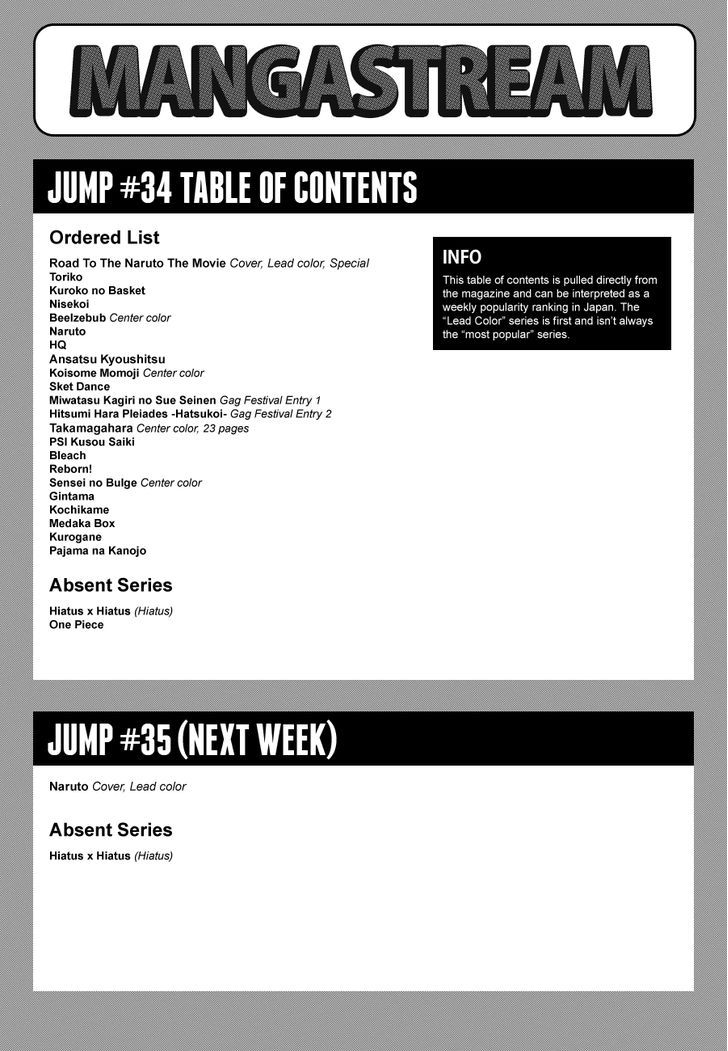 MANGASTREAM
JUMP #34 TABLE OF CONTENTS
Ordered List
Road To The Naruto The Movie Cover, Lead color, Special
Toriko
Kuroko no Basket
Nisekoi
Beelzebub Center color
Naruto
HQ
Ansatsu Kyoushitsu
Koisome Momoji Center color
Sket Dance
Miwatasu Kagiri no Sue Seinen Gag Festival Entry 1
Hitsumi Hara Pleiades -Hatsukoi- Gag Festival Entry 2
Takamagahara Center color, 23 pages
PSI Kusou Saiki
Bleach
Reborn!
Sensei no Bulge Center color
Gintama
Kochikame
Medaka Box
Kurogane
Pajama na Kanojo
Absent Series
Hiatus x Hiatus (Hiatus)
One Piece
INFO
This table of contents is pulled directly from
the magazine and can be interpreted as a
weekly popularity ranking in Japan. The
“Lead Color” series is first and isn’t always
the “most popular” series.
JUMP #35 (NEXT WEEK)
Naruto Cover, Lead color
Absent Series
Hiatus x Hiatus (Hiatus)